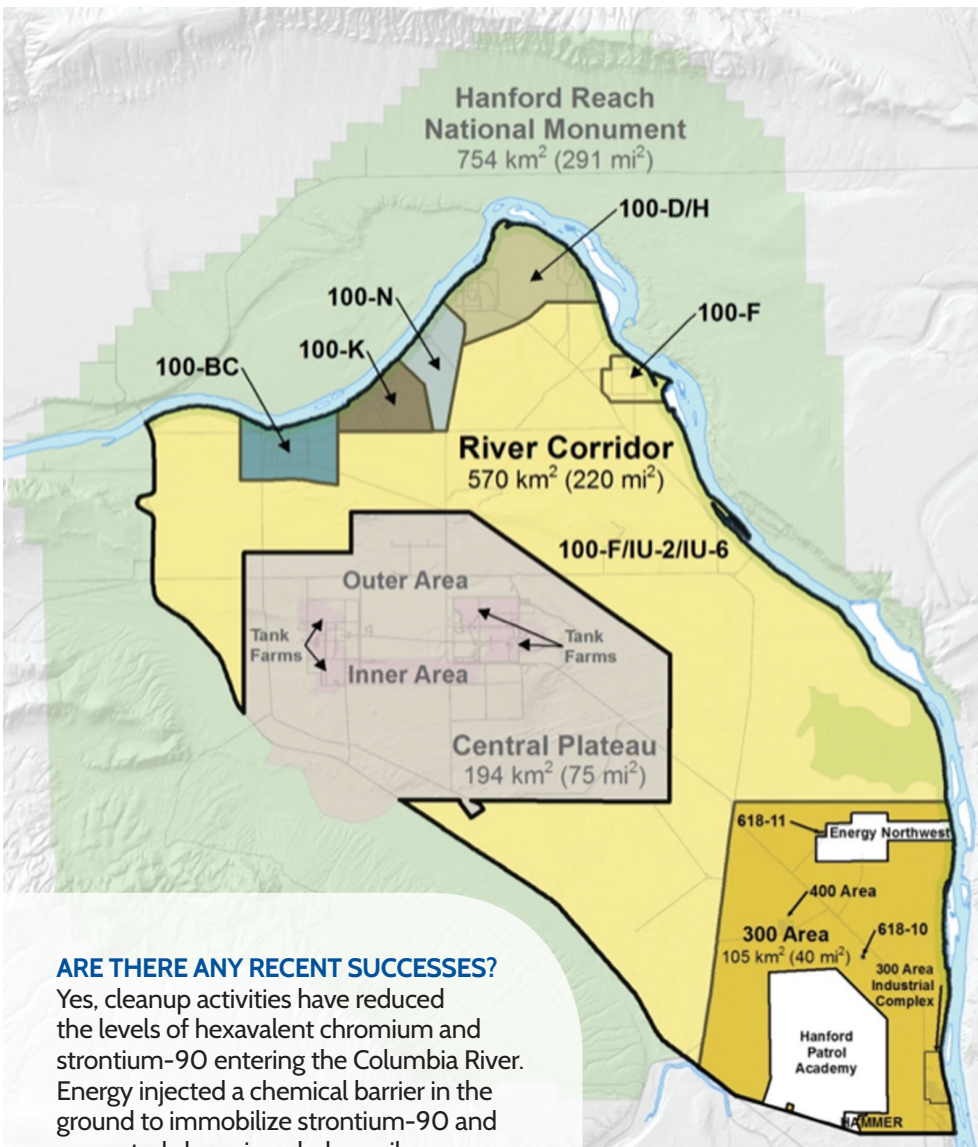 Hanford Reach
National Monument
754 km² (291 mi²)
100-D/H
100-N
100-F
100-K
100-BC
River Corridor
570 km² (220 mi²)
100-F/IU-2/IU-6
Outer Area
Tank
Farms
Tank
Farms
Inner Area
Central Plateau
194 km² (75 mi²)
618-11
Energy Northwest
400 Area
618-10
300 Area
105 km² (40 mi²)
300 Area
Industrial
Complex
Hanford
Patrol
Academy
HAMMER
ARE THERE ANY RECENT SUCCESSES?
Yes, cleanup activities have reduced
the levels of hexavalent chromium and
strontium-90 entering the Columbia River.
Energy injected a chemical barrier in the
ground to immobilize strontium-90 and